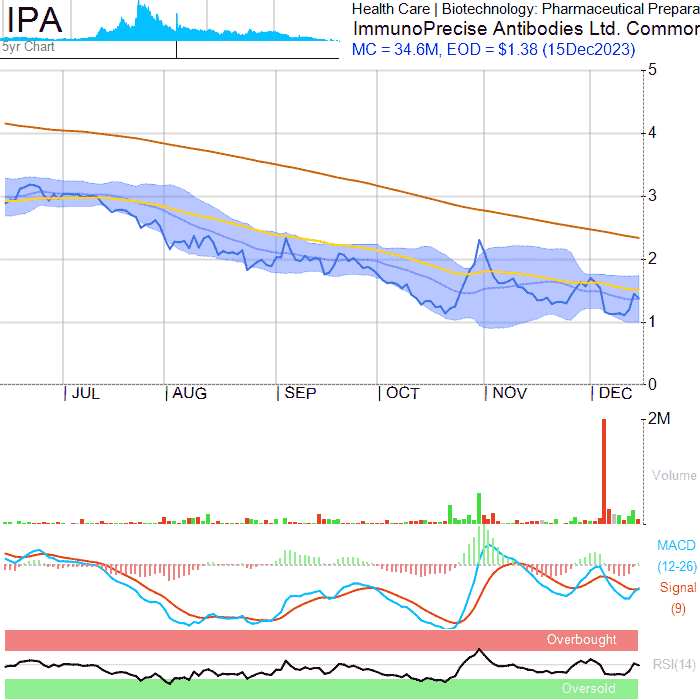 IPA
5yr Chart
Health Care | Biotechnology: Pharmaceutical Prepara
ImmunoPrecise Antibodies Ltd. Common
MC = 34.6M, EOD = $1.38 (15Dec2023)
5
4
3
2
1
0
JUL AUG SEP OCT NOV DEC
2M
Volume
MACD
(12-26)
Signal
(9)
Overbought
RSI(14)
Oversold